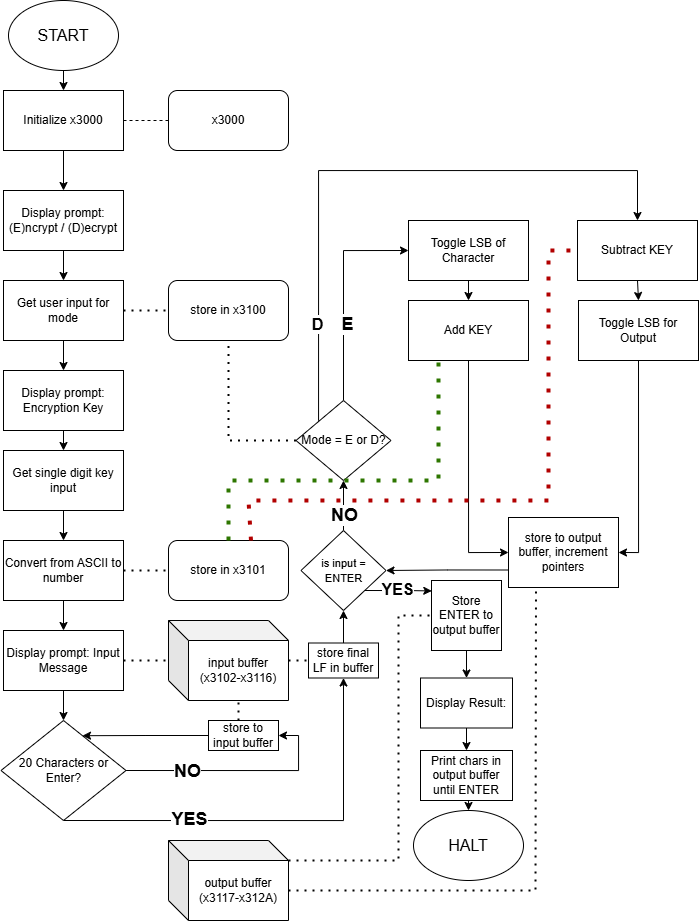 START
Initialize x3000
x3000
Display prompt:
(E)ncrypt / (D)ecrypt
Get user input for
mode
store in x3100
Display prompt:
Encryption Key
Get single digit key
input
Convert from ASCII to
number
store in x3101
Display prompt: Input
Message
input buffer
(x3102-x3116)
store final
LF in buffer
store to
input buffer
20 Characters or
Enter?
NO
YES
output buffer
(x3117-x312A)
D
E
Toggle LSB of
Character
Add KEY
Subtract KEY
Toggle LSB for
Output
Mode = E or D?
NO
is input =
ENTER
YES
store to output
buffer, increment
pointers
Store
ENTER to
output buffer
Display Result:
Print chars in
output buffer
until ENTER
HALT